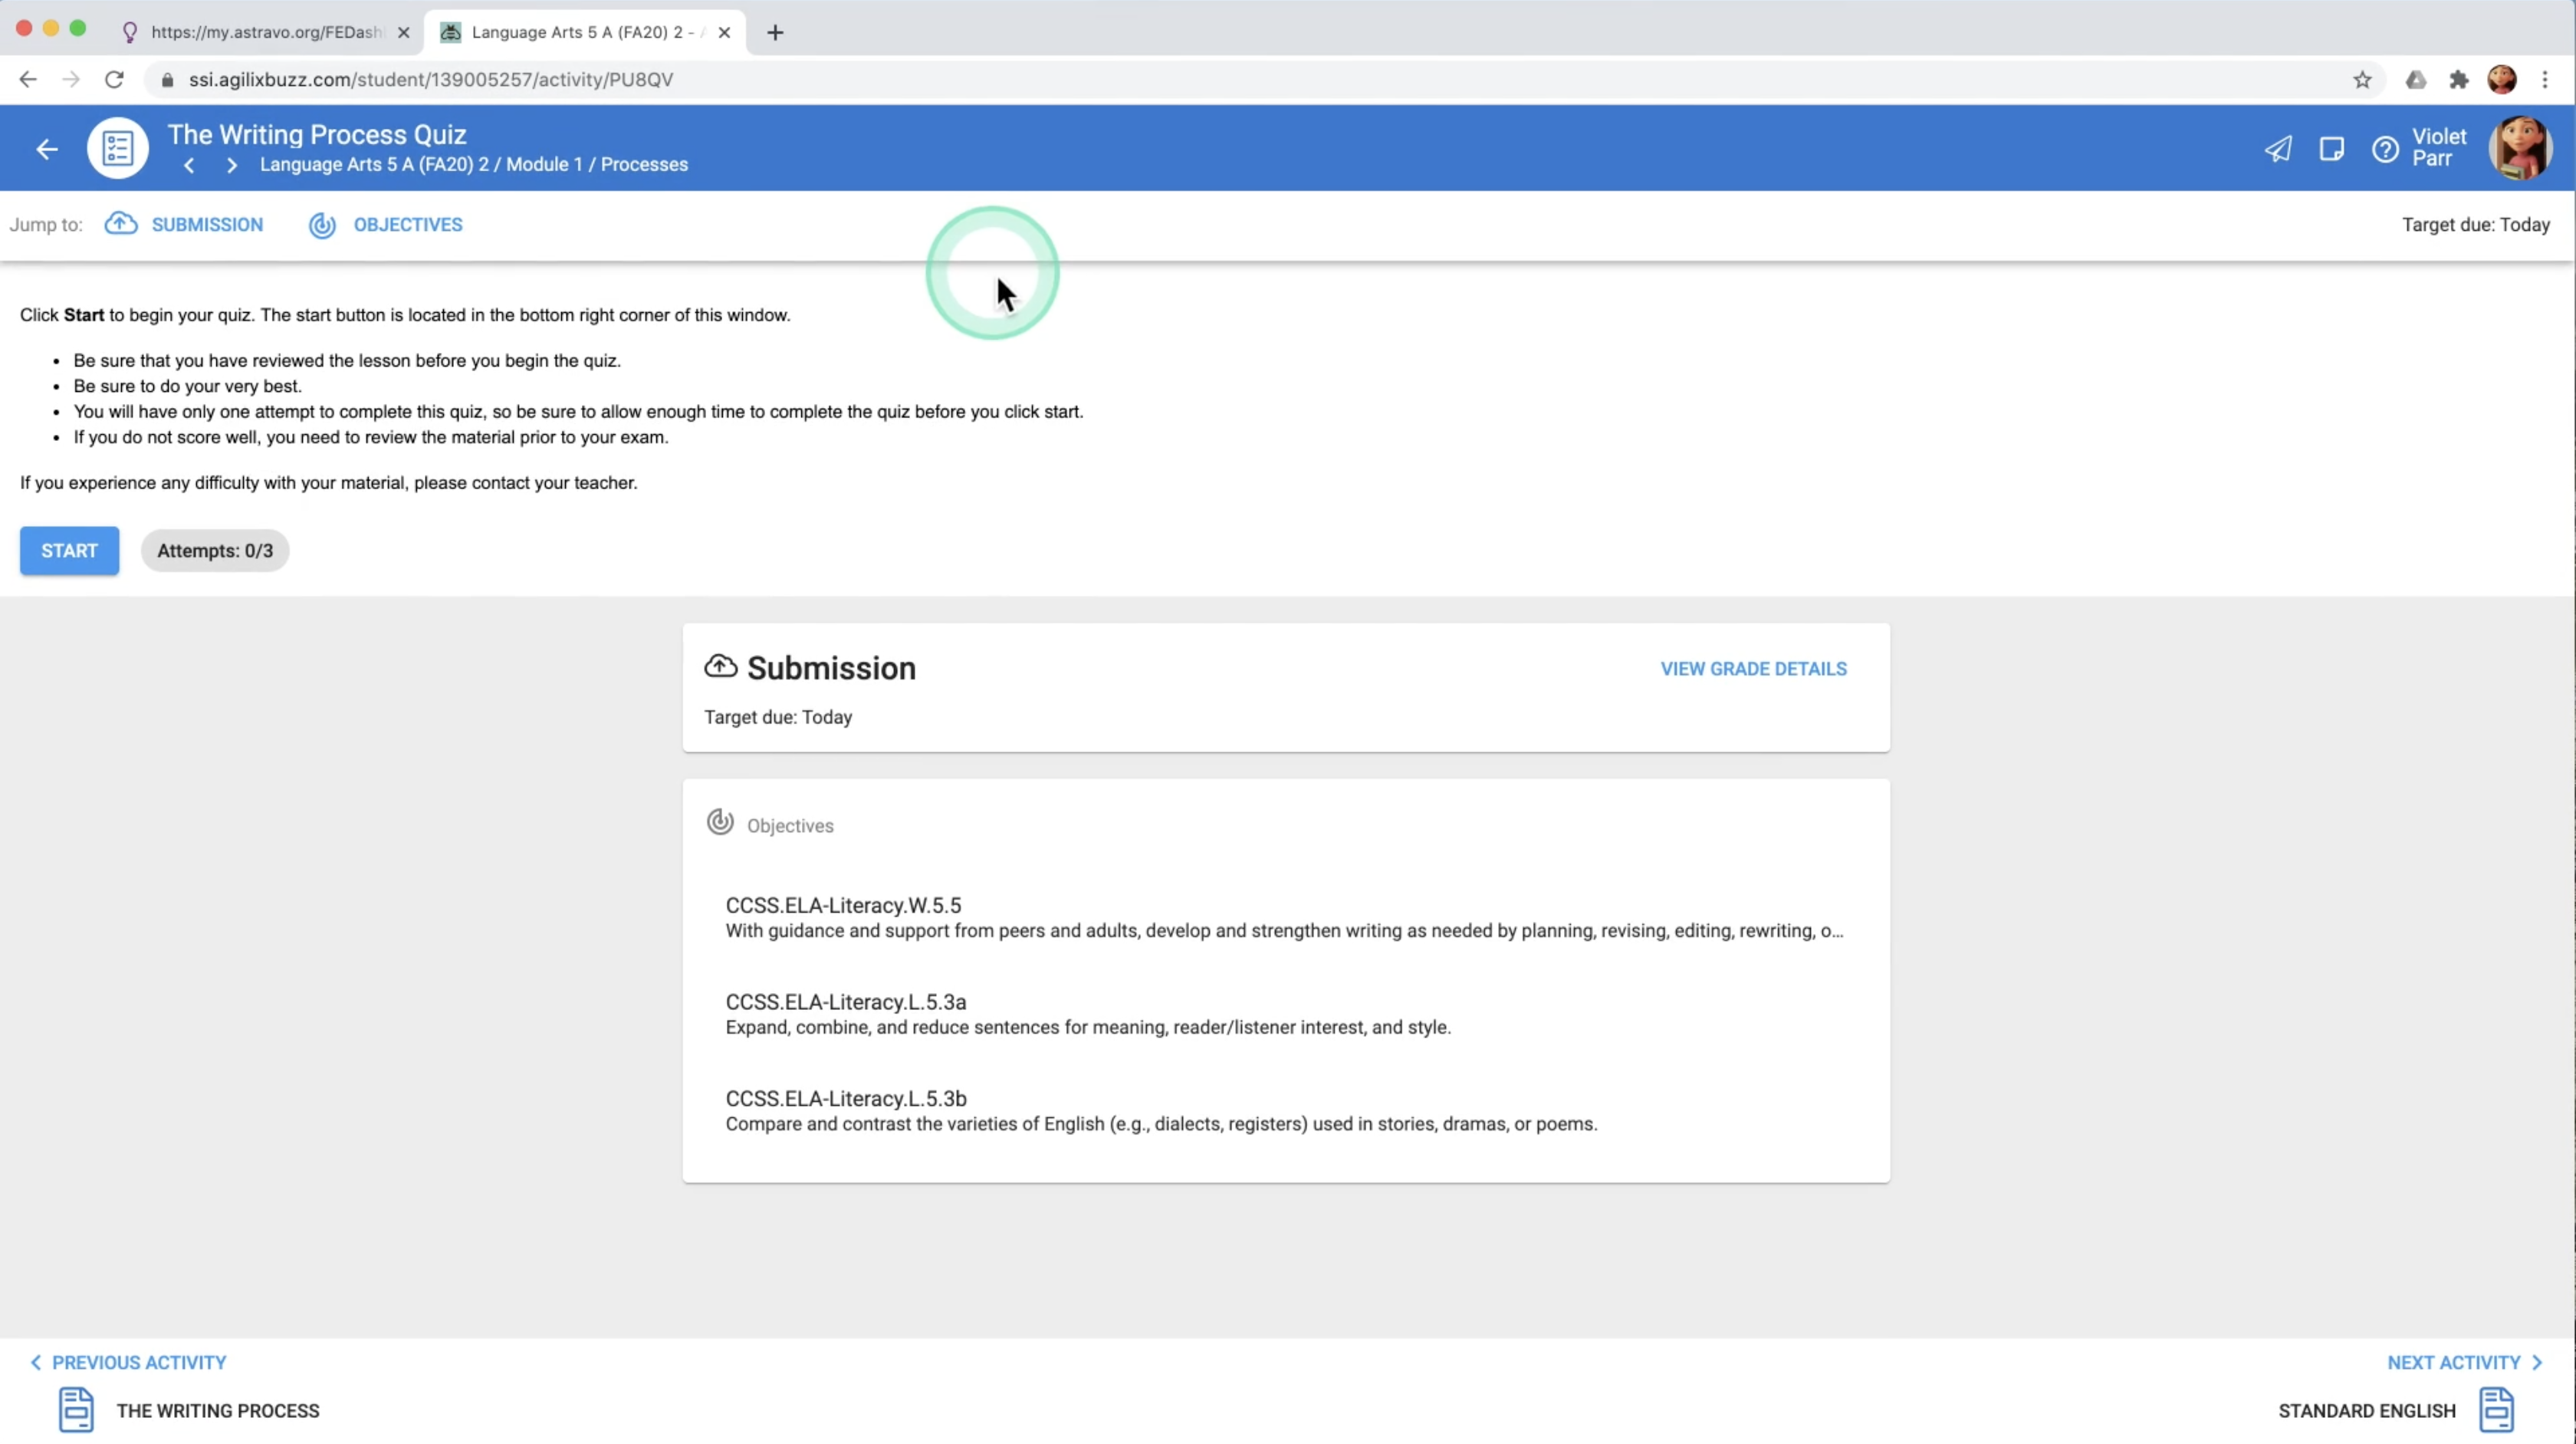 https://my.astravo.org/FEDash
Language Arts 5 A (FA20) 2 -
ssi.agilixbuzz.com/student/139005257/activity/PU8QV
The Writing Process Quiz
Language Arts 5 A (FA20) 2 / Module 1 / Processes
Violet
Parr
Jump to: SUBMISSION OBJECTIVES
Target due: Today
Click Start to begin your quiz. The start button is located in the bottom right corner of this window.
• Be sure that you have reviewed the lesson before you begin the quiz.
• Be sure to do your very best.
• You will have only one attempt to complete this quiz, so be sure to allow enough time to complete the quiz before you click start.
• If you do not score well, you need to review the material prior to your exam.
If you experience any difficulty with your material, please contact your teacher.
START
Attempts: 0/3
Submission
VIEW GRADE DETAILS
Target due: Today
Objectives
CCSS.ELA-Literacy.W.5.5
With guidance and support from peers and adults, develop and strengthen writing as needed by planning, revising, editing, rewriting, o...
CCSS.ELA-Literacy.L.5.3a
Expand, combine, and reduce sentences for meaning, reader/listener interest, and style.
CCSS.ELA-Literacy.L.5.3b
Compare and contrast the varieties of English (e.g., dialects, registers) used in stories, dramas, or poems.
PREVIOUS ACTIVITY
THE WRITING PROCESS
NEXT ACTIVITY
STANDARD ENGLISH